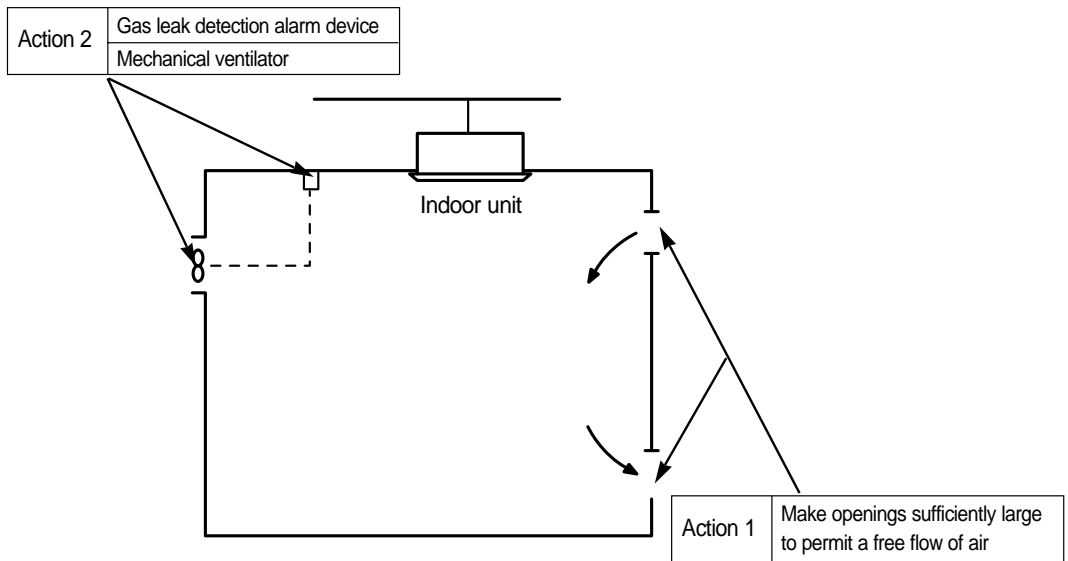 Action 2
Gas leak detection alarm device
Mechanical ventilator
Indoor unit
Action 1
Make openings sufficiently large
to permit a free flow of air